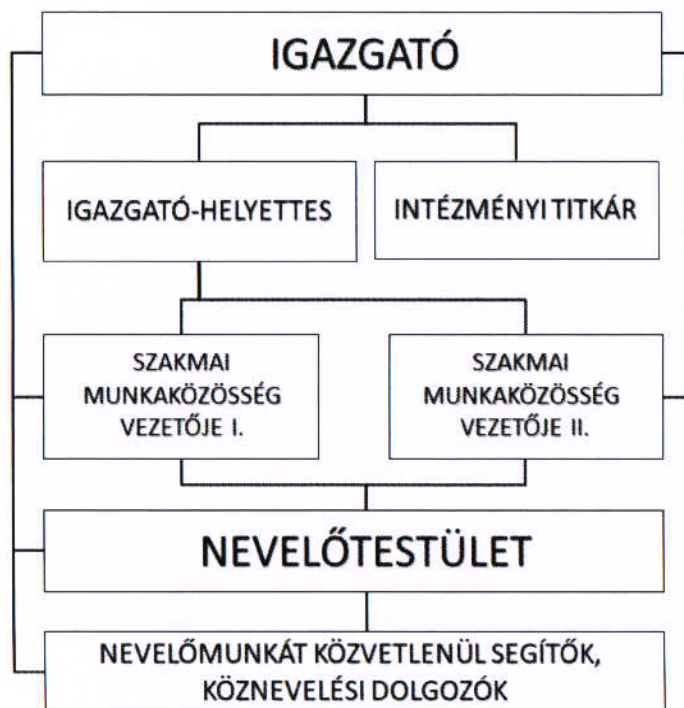 IGAZGATÓ
IGAZGATÓ-HELYETTES
INTÉZMÉNYI TITKÁR
SZAKMAI
MUNKAKÖZÖSSÉG
VEZETŐJE I.
SZAKMAI
MUNKAKÖZÖSSÉG
VEZETŐJE II.
NEVELŐTESTÜLET
NEVELŐMUNKÁT KÖZVETLENÜL SEGÍTŐK,
KÖZNEVELÉSI DOLGOZÓK